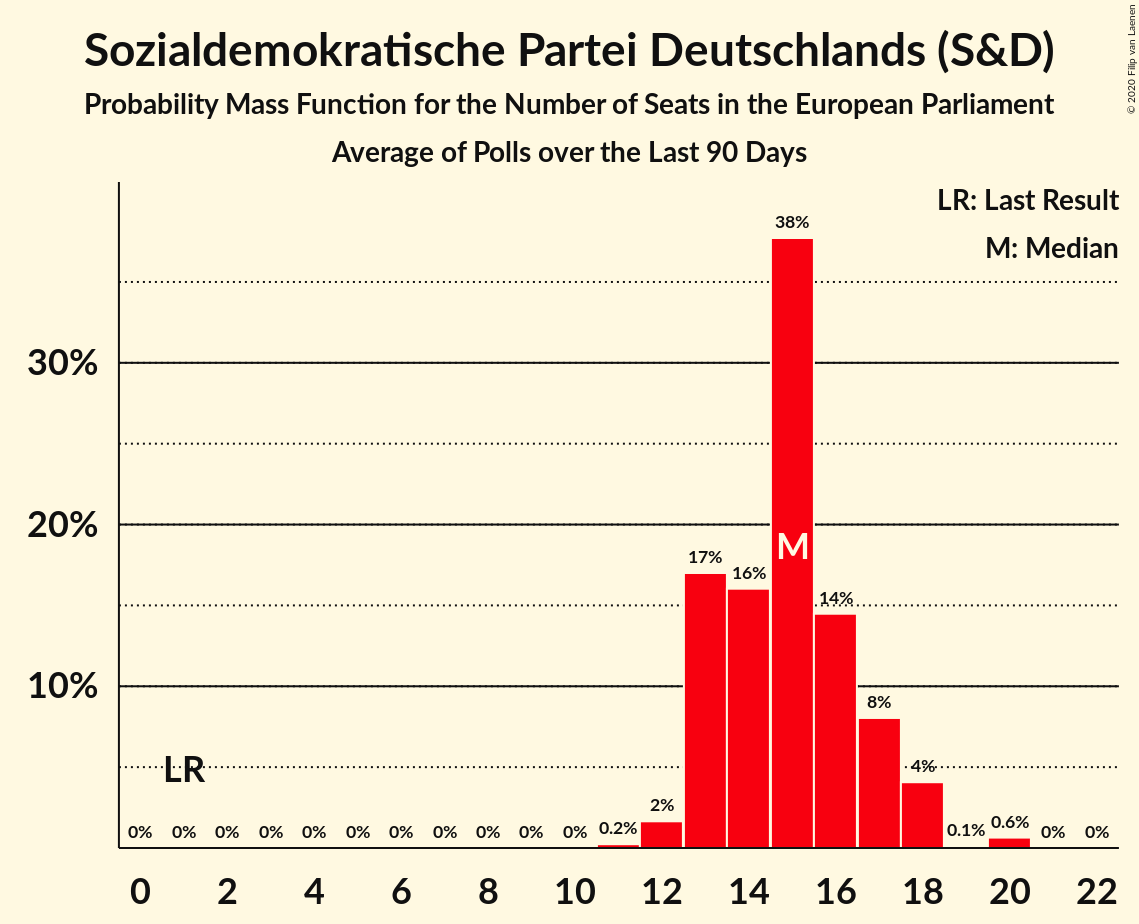 Sozialdemokratische Partei Deutschlands (S&D)
Probability Mass Function for the Number of Seats in the European Parliament
Average of Polls over the Last 90 Days
© 2020 Filip van Laenen
LR: Last Result
M: Median
38%
30%
20%
M
17%
16%
14%
10%
8%
LR
4%
2%
0% 0% 0% 0% 0% 0% 0% 0% 0% 0% 0% 0.2% 0.1% 0.6% 0% 0%
0 2 4 6 8 10 12 14 16 18 20 22